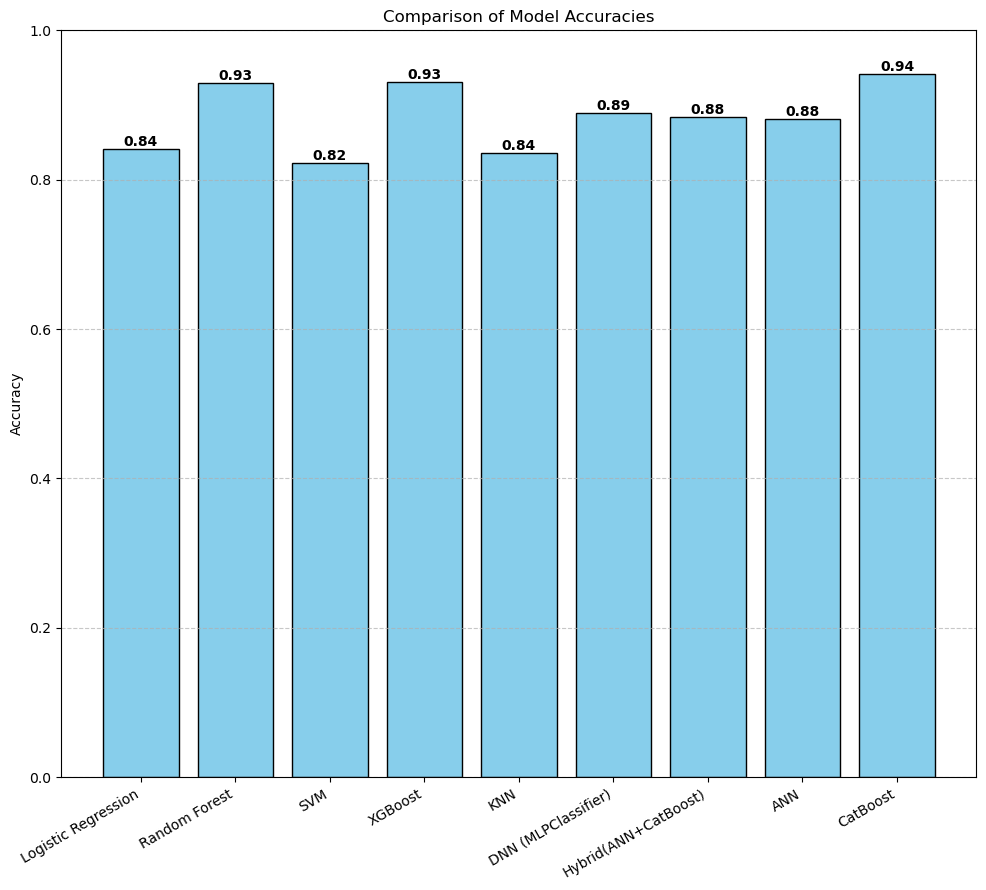 Comparison of Model Accuracies
1.0
0.8
0.6
0.4
0.2
0.0
Accuracy
0.84
0.93
0.82
0.93
0.84
0.89
0.88
0.88
0.94
Logistic Regression
Random Forest
SVM
XGBoost
KNN
DNN (MLPClassifier)
Hybrid(ANN+CatBoost)
ANN
CatBoost